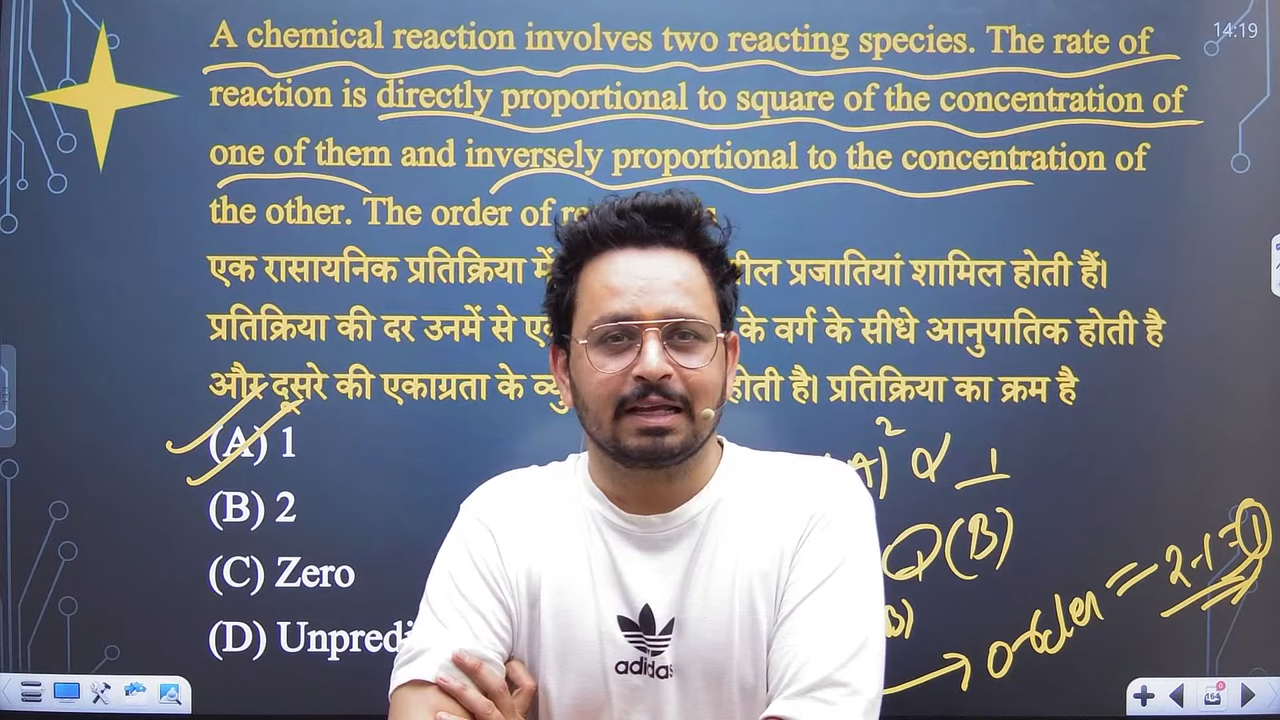 14:19
A chemical reaction involves two reacting species. The rate of
reaction is directly proportional to square of the concentration of
one of them and inversely proportional to the concentration of
the other. The order of
एक रासायनिक प्रतिक्रिया में
प्रजातियां शामिल होती हैं।
प्रतिक्रिया की दर उनमें से
के वर्ग के सीधे आनुपातिक होती है
और दूसरे की एकाग्रता के
होती है। प्रतिक्रिया का क्रम है
(A) 1
(B) 2
(C) Zero
(D)
A)² α 1
(B)
order = 2-1=1
adidas
164